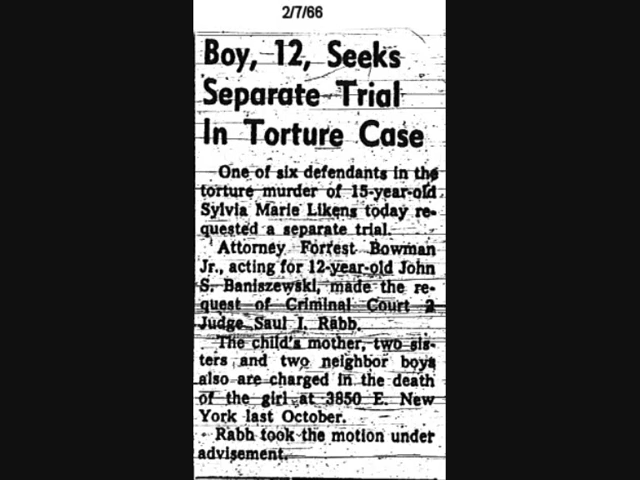 2/7/66
Boy, 12, Seeks
Separate Trial
In Torture Case
One of six defendants in the
torture murder of 15-year-old
Sylvia Marie Likens today re-
quested a separate trial.
Attorney Forrest Bowman
Jr., acting for 12-year-old John
S. Baniszewski, made the re-
quest of Criminal Court 2
Judge Saul I. Rabb.
The child's mother, two sis-
ters and two neighbor boys
also are charged in the death
of the girl at 3850 E. New
York last October.
Rabb took the motion under
advisement.